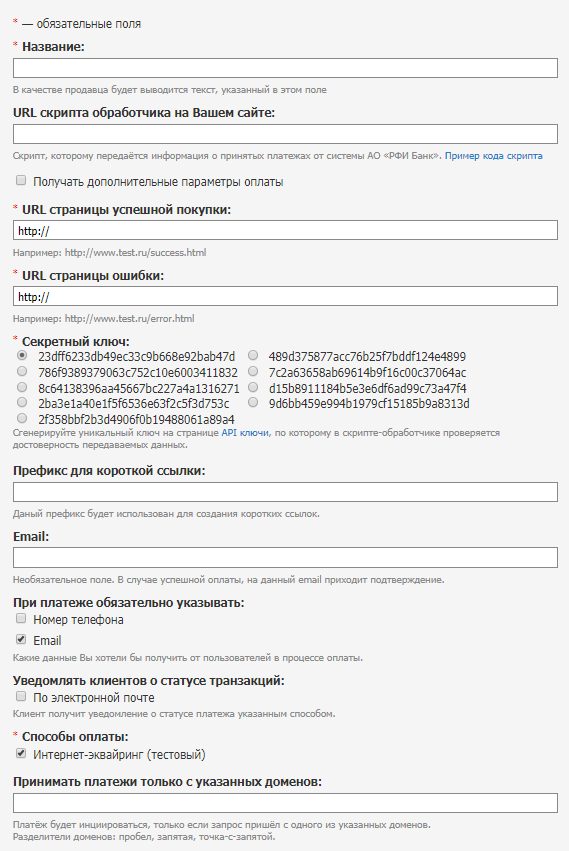 * — обязательные поля
* Название:
В качестве продавца будет выводится текст, указанный в этом поле
URL скрипта обработчика на Вашем сайте:
Скрипт, которому передаётся информация о принятых платежах от системы АО «РФИ Банк». Пример кода скрипта
Получать дополнительные параметры оплаты
* URL страницы успешной покупки:
http://
Например: http://www.test.ru/success.html
* URL страницы ошибки:
http://
Например: http://www.test.ru/error.html
* Секретный ключ:
23dff6233db49ec33c9b668e92bab47d 489d375877acc76b25f7bddf124e4899
786f9389379063c752c10e6003411832 7c2a63658ab69614b9f16c00c37064ac
8c64138396aa45667bc227a4a1316271 d15b8911184b5e3e6df6ad99c73a47f4
2ba3e1a40e1f5f6536e63f2c5f3d753c 9d6bb459e994b1979cf15185b9a8313d
2f358bbf2b3d4906f0b19488061a89a4
Сгенерируйте уникальный ключ на странице API ключи, по которому в скрипте-обработчике проверяется
достоверность передаваемых данных.
Префикс для короткой ссылки:
Даный префикс будет использован для создания коротких ссылок.
Email:
Необязательное поле. В случае успешной оплаты, на данный email приходит подтверждение.
При платеже обязательно указывать:
Номер телефона
Email
Какие данные Вы хотели бы получить от пользователей в процессе оплаты.
Уведомлять клиентов о статусе транзакций:
По электронной почте
Клиент получит уведомление о статусе платежа указанным способом.
* Способы оплаты:
Интернет-эквайринг (тестовый)
Принимать платежи только с указанных доменов:
Платёж будет инциироваться, только если запрос пришёл с одного из указанных доменов.
Разделители доменов: пробел, запятая, точка-с-запятой.